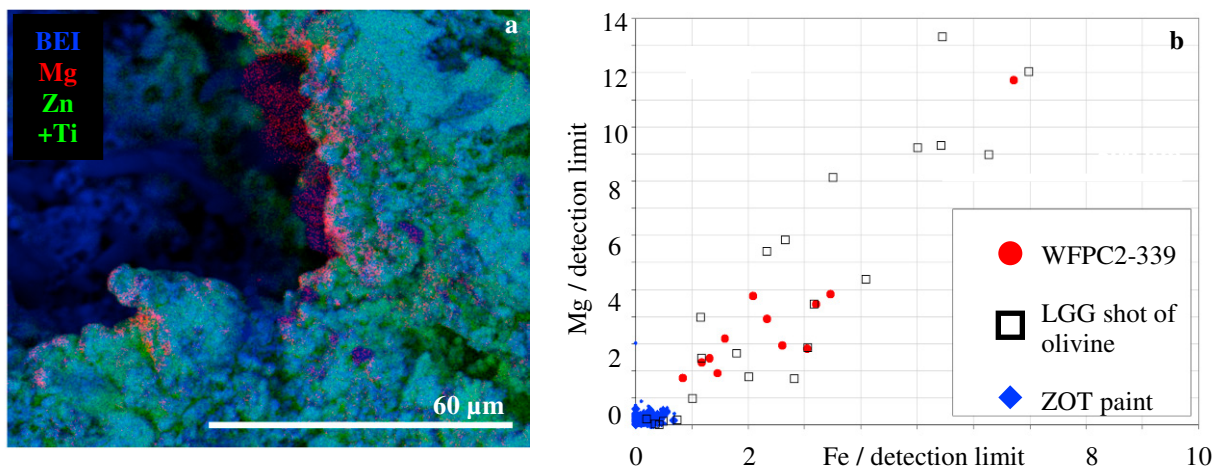 a
BEI
Mg
Zn
+Ti
60 µm
b
14
12
10
8
6
4
2
0
Mg / detection limit
WFPC2-339
LGG shot of
olivine
ZOT paint
0
2
Fe / detection limit
8
10